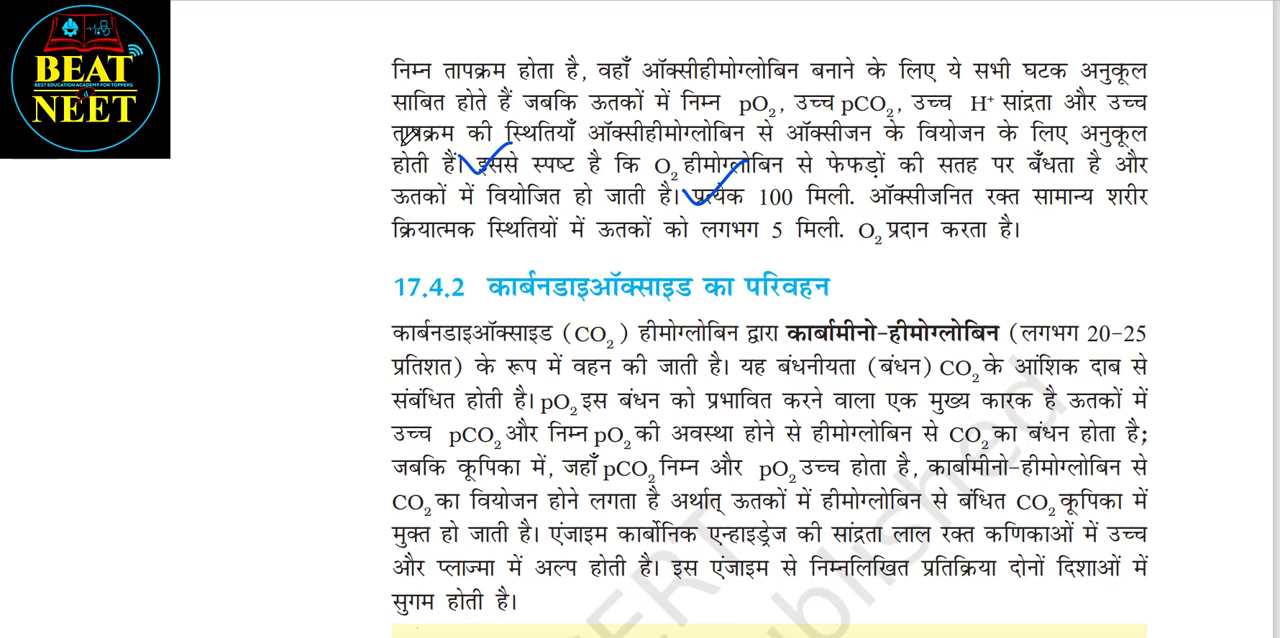 BEAT
BEST EDUCATION ACADEMY FOR TOPPERS
NEET
निम्न तापक्रम होता है, वहाँ ऑक्सीहीमोग्लोबिन बनाने के लिए ये सभी घटक अनुकूल
साबित होते हैं जबकि ऊतकों में निम्न pO₂, उच्च pCO₂, उच्च H⁺ सांद्रता और उच्च
तापक्रम की स्थितियाँ ऑक्सीहीमोग्लोबिन से ऑक्सीजन के वियोजन के लिए अनुकूल
होती हैं। इससे स्पष्ट है कि O₂ हीमोग्लोबिन से फेफड़ों की सतह पर बँधता है और
ऊतकों में वियोजित हो जाती है। प्रत्येक 100 मिली. ऑक्सीजनित रक्त सामान्य शरीर
क्रियात्मक स्थितियों में ऊतकों को लगभग 5 मिली. O₂ प्रदान करता है।
17.4.2 कार्बनडाइऑक्साइड का परिवहन
कार्बनडाइऑक्साइड (CO₂) हीमोग्लोबिन द्वारा कार्बामीनो-हीमोग्लोबिन (लगभग 20-25
प्रतिशत) के रूप में वहन की जाती है। यह बंधनीयता (बंधन) CO₂ के आंशिक दाब से
संबंधित होती है। pO₂ इस बंधन को प्रभावित करने वाला एक मुख्य कारक है ऊतकों में
उच्च pCO₂ और निम्न pO₂ की अवस्था होने से हीमोग्लोबिन से CO₂ का बंधन होता है;
जबकि कूपिका में, जहाँ pCO₂ निम्न और pO₂ उच्च होता है, कार्बामीनो-हीमोग्लोबिन से
CO₂ का वियोजन होने लगता है अर्थात् ऊतकों में हीमोग्लोबिन से बंधित CO₂ कूपिका में
मुक्त हो जाती है। एंजाइम कार्बोनिक एन्हाइड्रेज की सांद्रता लाल रक्त कणिकाओं में उच्च
और प्लाज्मा में अल्प होती है। इस एंजाइम से निम्नलिखित प्रतिक्रिया दोनों दिशाओं में
सुगम होती है।